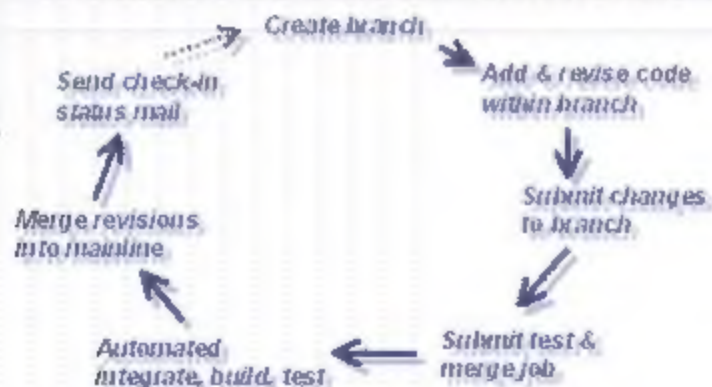 Create branch
Add & revise code
within branch
Submit changes
to branch
Submit test &
merge job
Automated
integrate, build, test
Merge revisions
into mainline
Send check-in
status mail